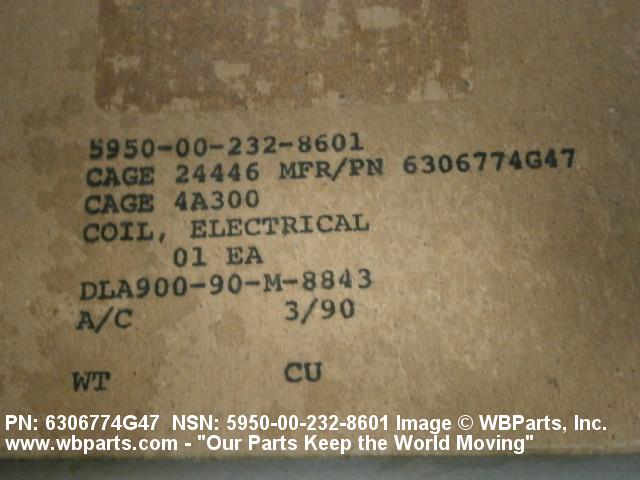 5950-00-232-8601
CAGE 24446 MFR/PN 6306774G47
CAGE 4A300
COIL, ELECTRICAL
01 EA
DLA900-90-M-8843
A/C 3/90
WT CU
PN: 6306774G47 NSN: 5950-00-232-8601 Image © WBParts, Inc.
www.wbparts.com - "Our Parts Keep the World Moving"